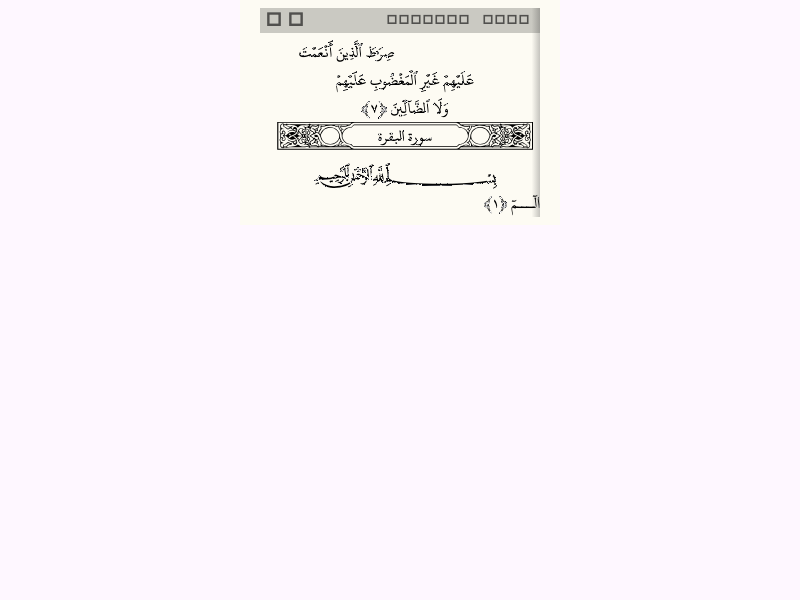 صِرَٰطَ ٱلَّذِينَ أَنْعَمْتَ
عَلَيْهِمْ غَيْرِ ٱلْمَغْضُوبِ عَلَيْهِمْ
وَلَا ٱلضَّآلِّينَ ﴿٧﴾
سورة البقرة
بِسْمِ ٱللَّهِ ٱلرَّحْمَٰنِ ٱلرَّحِيمِ
الٓمٓ ﴿١﴾